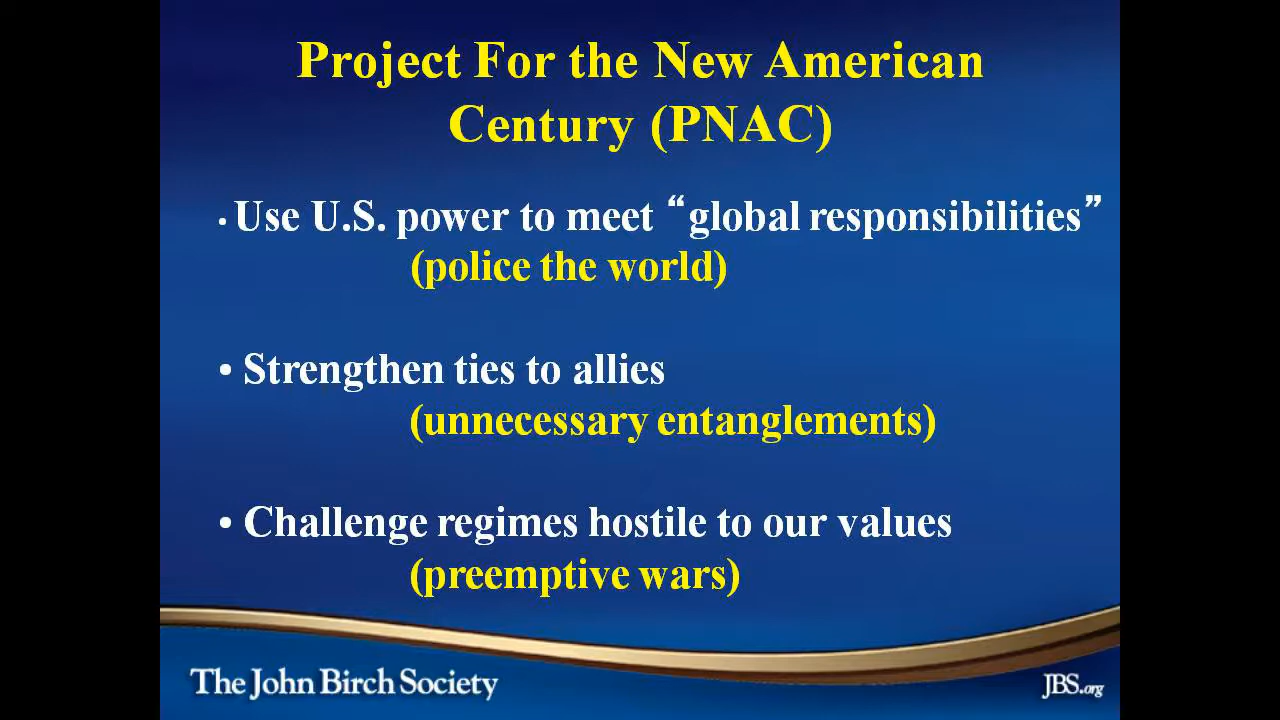 Project For the New American
Century (PNAC)
• Use U.S. power to meet “global responsibilities”
(police the world)
• Strengthen ties to allies
(unnecessary entanglements)
• Challenge regimes hostile to our values
(preemptive wars)
The John Birch Society
JBS.org